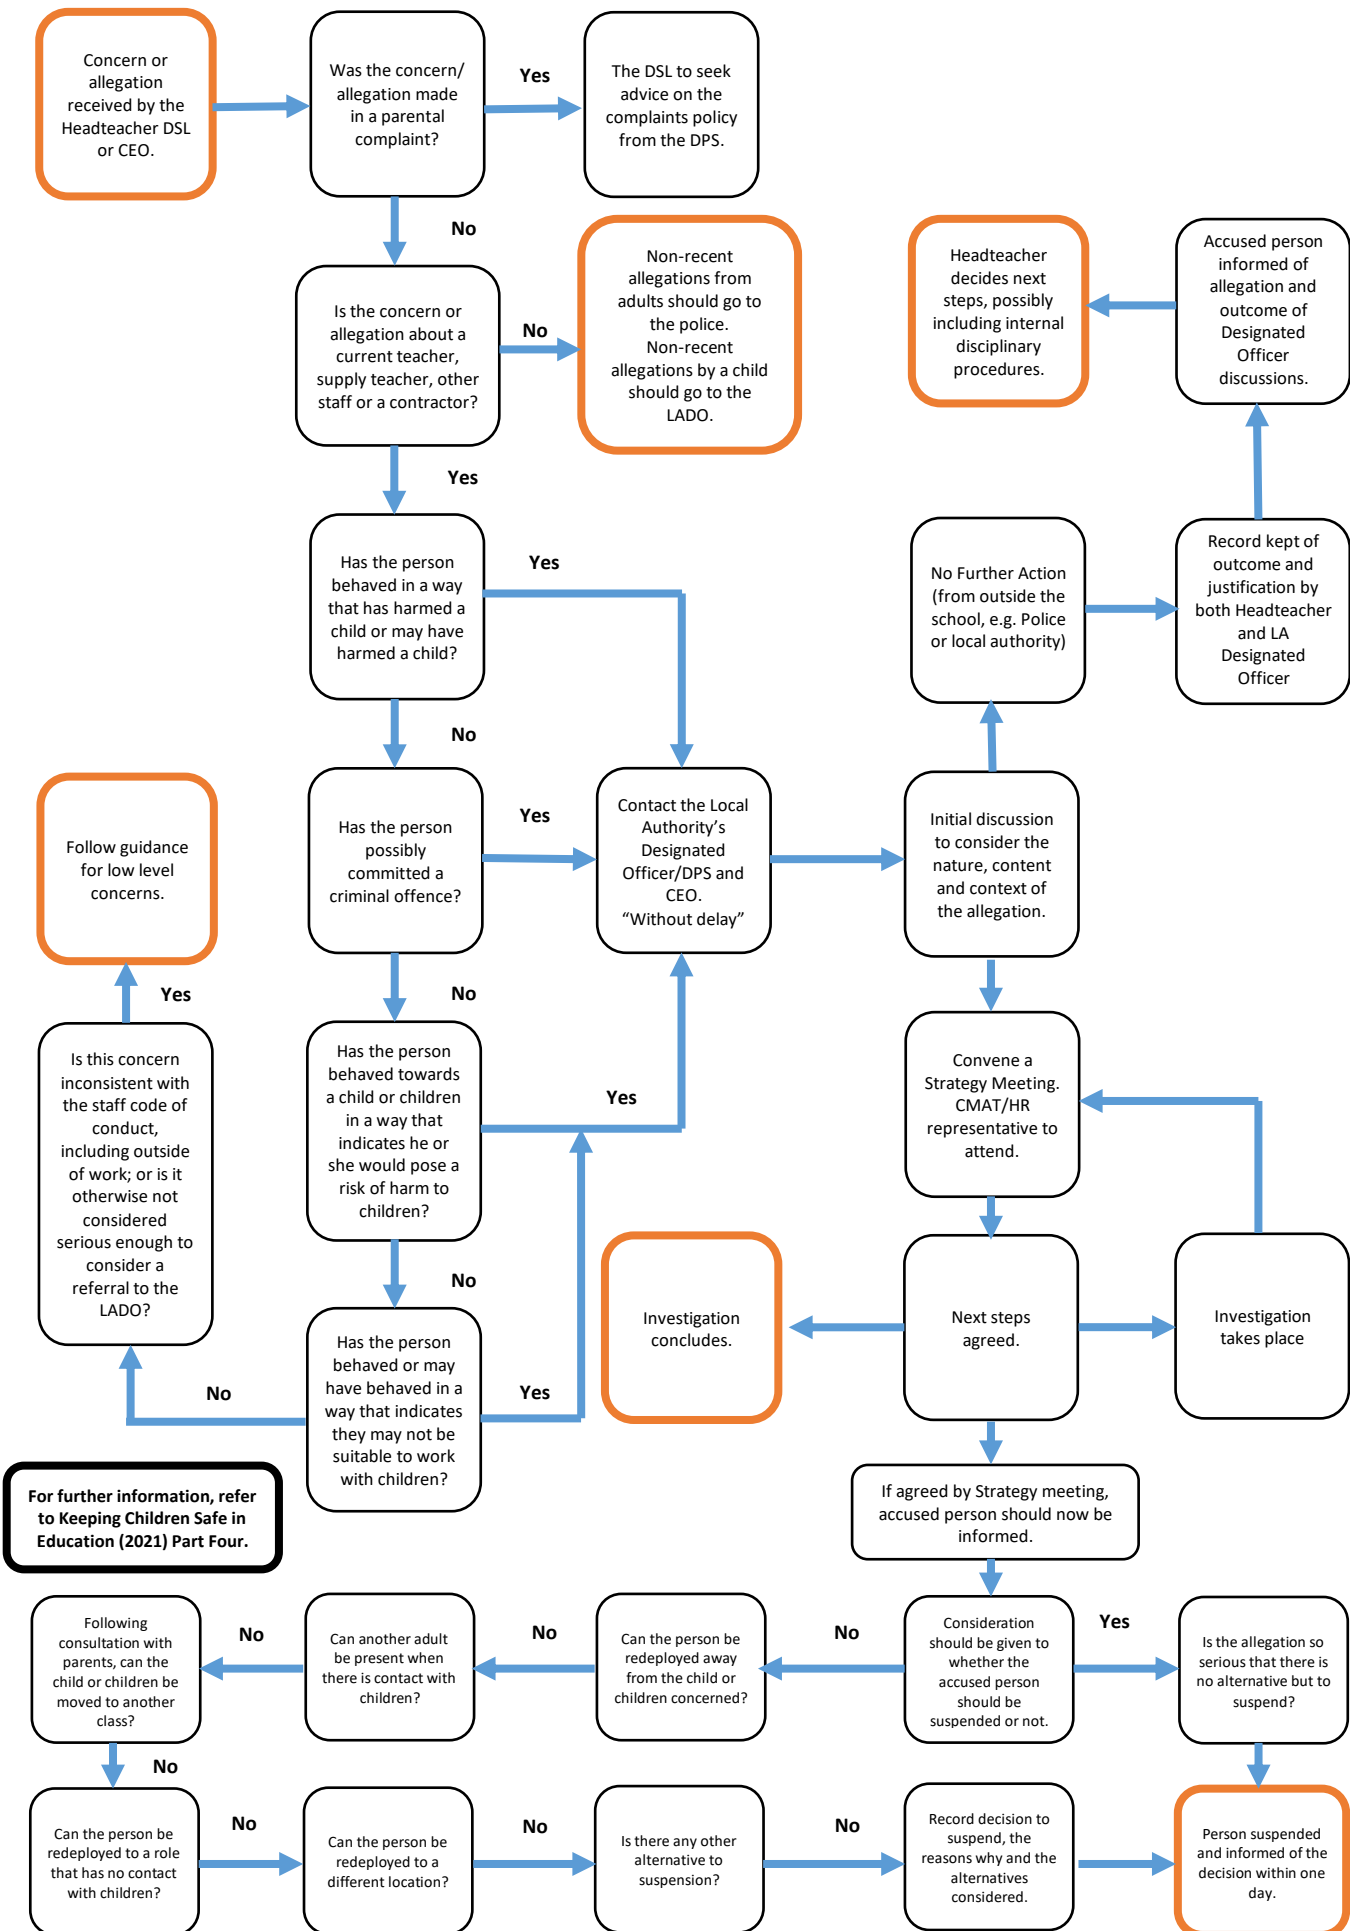 Concern or
allegation
received by the
Headteacher DSL
or CEO.
Was the concern/
allegation made
in a parental
complaint?
Yes
The DSL to seek
advice on the
complaints policy
from the DPS.
No
Is the concern or
allegation about a
current teacher,
supply teacher, other
staff or a contractor?
No
Non-recent
allegations from
adults should go to
the police.
Non-recent
allegations by a child
should go to the
LADO.
Headteacher
decides next
steps, possibly
including internal
disciplinary
procedures.
Accused person
informed of
allegation and
outcome of
Designated
Officer
discussions.
Yes
Has the person
behaved in a way
that has harmed a
child or may have
harmed a child?
Yes
No Further Action
(from outside the
school, e.g. Police
or local authority)
Record kept of
outcome and
justification by
both Headteacher
and LA
Designated
Officer
No
Follow guidance
for low level
concerns.
Has the person
possibly
committed a
criminal offence?
Yes
Contact the Local
Authority’s
Designated
Officer/DPS and
CEO.
“Without delay”
Initial discussion
to consider the
nature, content
and context of
the allegation.
Yes
No
Is this concern
inconsistent with
the staff code of
conduct,
including outside
of work; or is it
otherwise not
considered
serious enough to
consider a
referral to the
LADO?
Has the person
behaved towards
a child or children
in a way that
indicates he or
she would pose a
risk of harm to
children?
Yes
Convene a
Strategy Meeting.
CMAT/HR
representative to
attend.
No
Has the person
behaved or may
have behaved in a
way that indicates
they may not be
suitable to work
with children?
No
Yes
Investigation
concludes.
Next steps
agreed.
Investigation
takes place
For further information, refer
to Keeping Children Safe in
Education (2021) Part Four.
If agreed by Strategy meeting,
accused person should now be
informed.
Following
consultation with
parents, can the
child or children be
moved to another
class?
No
Can another adult
be present when
there is contact with
children?
No
Can the person be
redeployed away
from the child or
children concerned?
No
Consideration
should be given to
whether the
accused person
should be
suspended or not.
Yes
Is the allegation so
serious that there is
no alternative but to
suspend?
No
Can the person be
redeployed to a role
that has no contact
with children?
No
Can the person be
redeployed to a
different location?
No
Is there any other
alternative to
suspension?
No
Record decision to
suspend, the
reasons why and the
alternatives
considered.
Person suspended
and informed of the
decision within one
day.